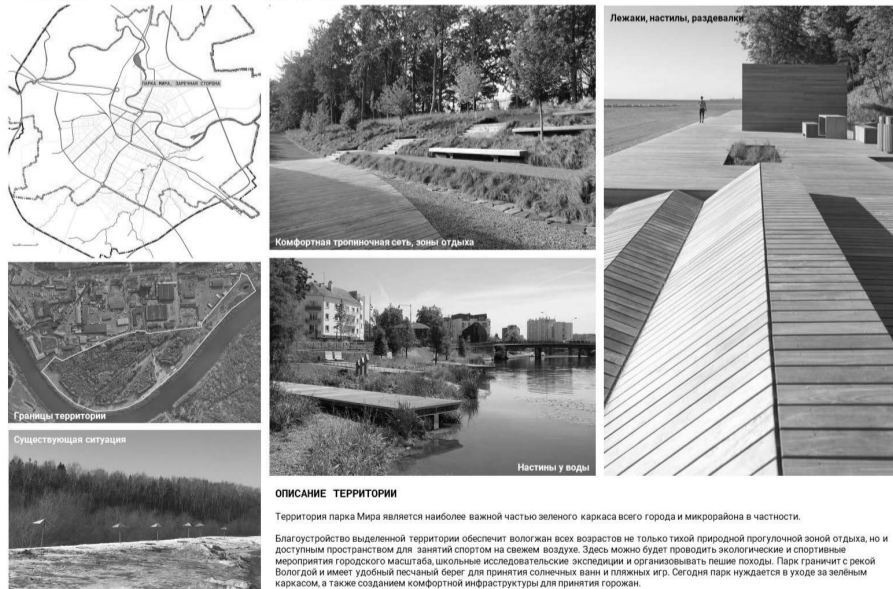 ПАРКА МИРА, ЗАРЕЧНАЯ СТОРОНА
Комфортная тропиночная сеть, зоны отдыха
Лежаки, настилы, раздевалки
Границы территории
Существующая ситуация
Настины у воды
ОПИСАНИЕ ТЕРРИТОРИИ
Территория парка Мира является наиболее важной частью зеленого каркаса всего города и микрорайона в частности.
Благоустройство выделенной территории обеспечит вологжан всех возрастов не только тихой природной прогулочной зоной отдыха, но и
доступным пространством для занятий спортом на свежем воздухе. Здесь можно будет проводить экологические и спортивные
мероприятия городского масштаба, школьные исследовательские экспедиции и организовывать пешие походы. Парк граничит с рекой
Вологдой и имеет удобный песчаный берег для принятия солнечных ванн и пляжных игр. Сегодня парк нуждается в уходе за зелёным
каркасом, а также созданием комфортной инфраструктуры для принятия горожан.